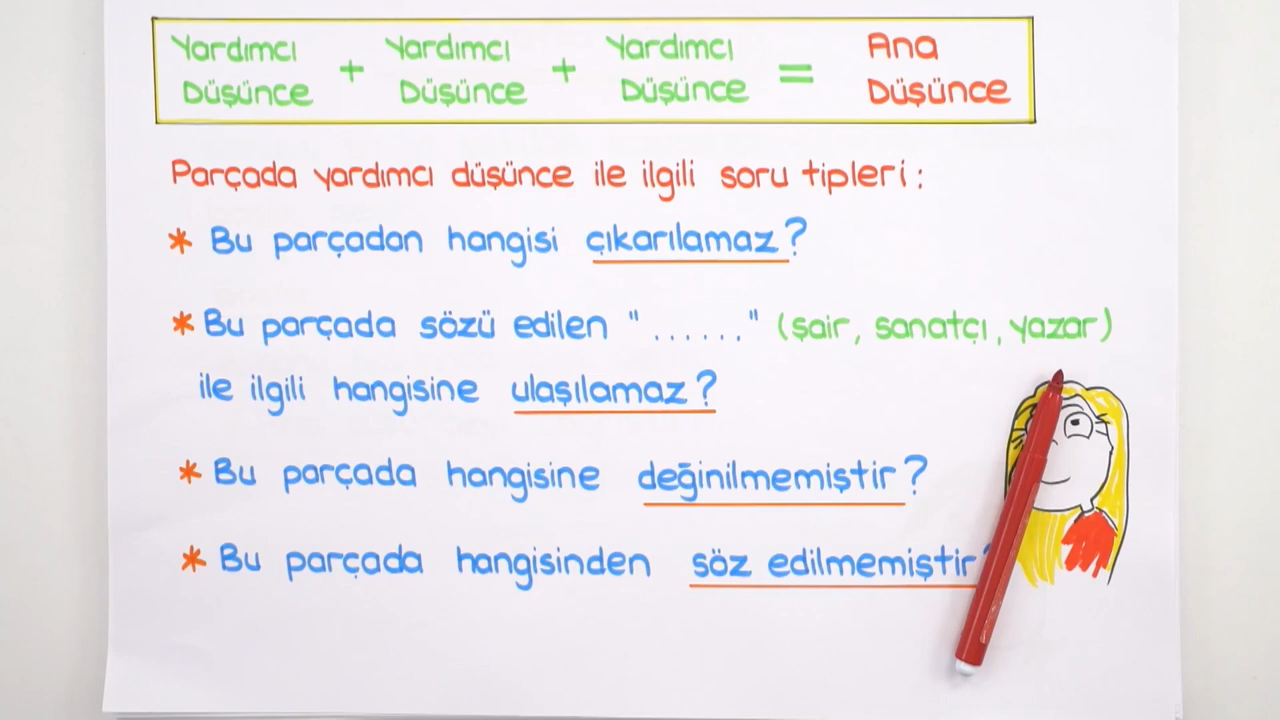 Yardımcı Yardımcı Yardımcı Ana
Düşünce + Düşünce + Düşünce = Düşünce
Parçada yardımcı düşünce ile ilgili soru tipleri :
* Bu parçadan hangisi çıkarılamaz?
* Bu parçada sözü edilen "......" (şair, sanatçı, yazar)
ile ilgili hangisine ulaşılamaz?
* Bu parçada hangisine değinilmemiştir?
* Bu parçada hangisinden söz edilmemiştir?